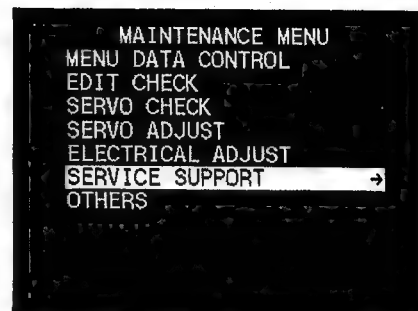 MAINTENANCE MENU
MENU DATA CONTROL
EDIT CHECK
SERVO CHECK
SERVO ADJUST
ELECTRICAL ADJUST
SERVICE SUPPORT →
OTHERS